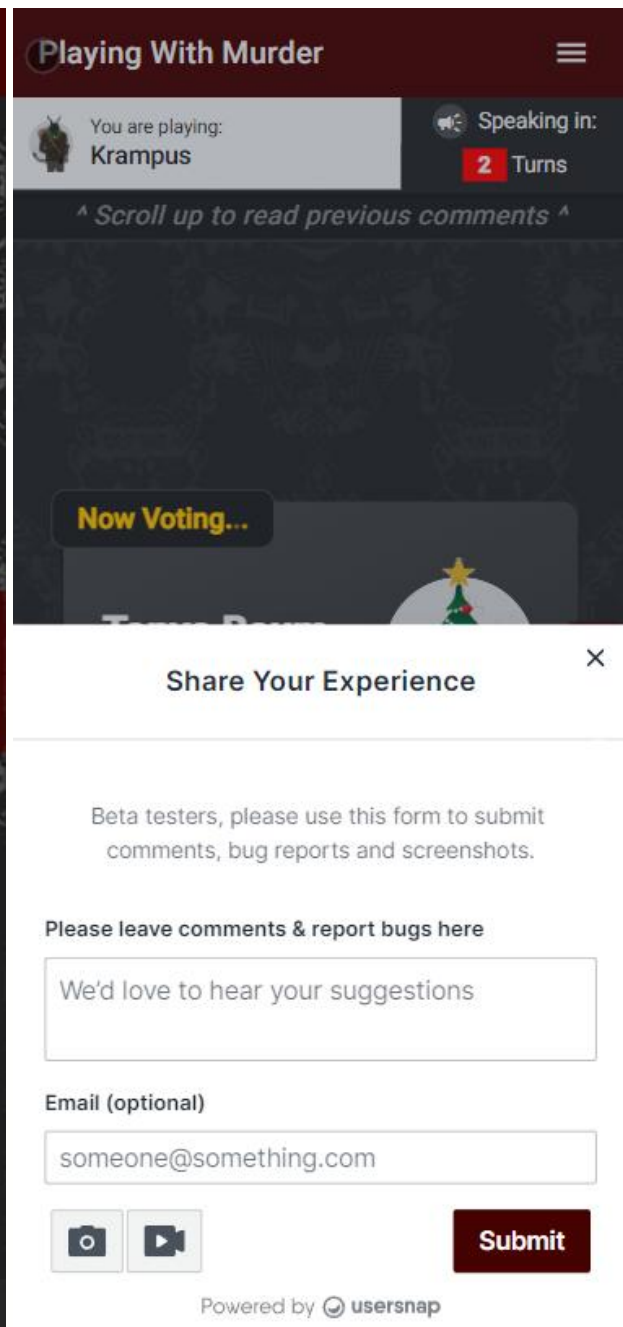 Playing With Murder
You are playing:
Krampus
Speaking in:
2 Turns
^ Scroll up to read previous comments ^
Now Voting...
Share Your Experience
Beta testers, please use this form to submit
comments, bug reports and screenshots.
Please leave comments & report bugs here
We'd love to hear your suggestions
Email (optional)
someone@something.com
Submit
Powered by usersnap